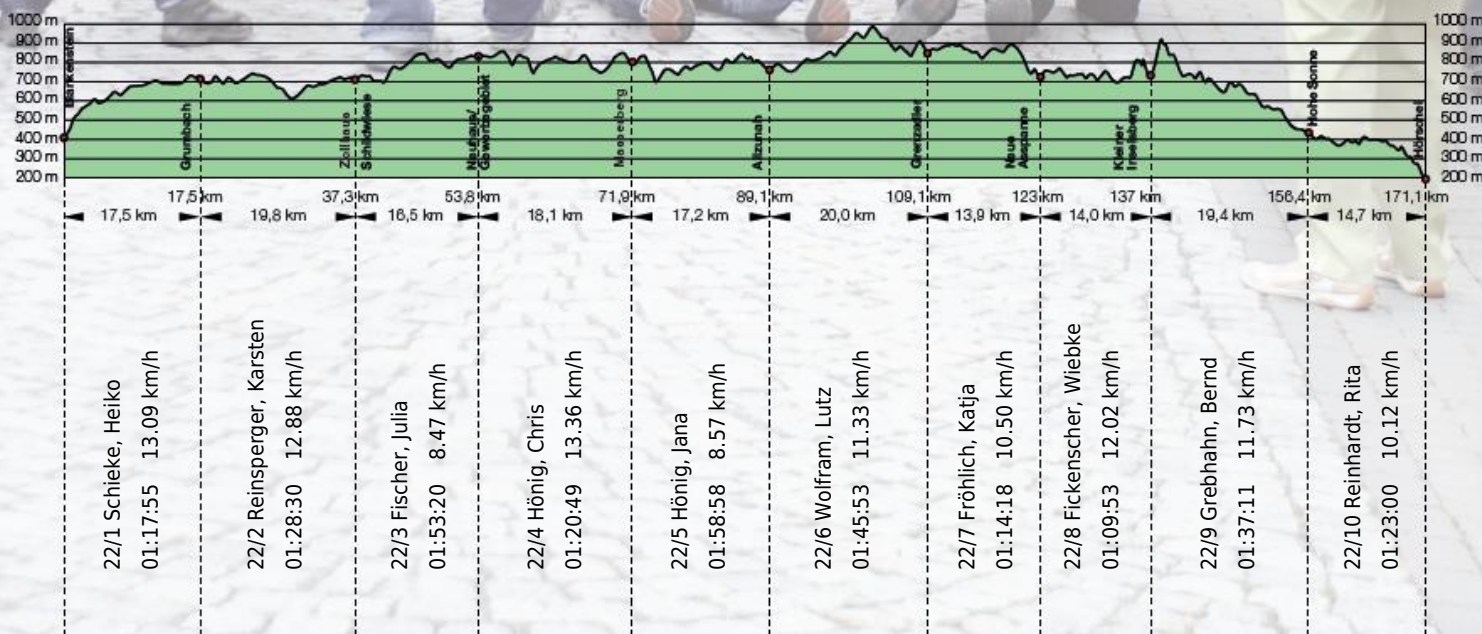 1000 m
900 m
800 m
700 m
600 m
500 m
400 m
300 m
200 m
1000 m
900 m
800 m
700 m
600 m
500 m
400 m
300 m
200 m
Blankenstein
Grumbach
Zollhaus
Schildwiese
Neuhaus/
Masserberg
Allzunah
Grenzadler
Neue
Ausspanne
Kleiner
Inselsberg
Hohe Sonne
Hörschel
17,5 km
37,3 km
53,8 km
71,9 km
89,1 km
109,1 km
123 km
137 km
156,4 km
171,1 km
17,5 km
19,8 km
16,5 km
18,1 km
17,2 km
20,0 km
13,9 km
14,0 km
19,4 km
14,7 km
22/1 Schieke, Heiko
01:17:55 13.09 km/h
22/2 Reinsperger, Karsten
01:28:30 12.88 km/h
22/3 Fischer, Julia
01:53:20 8.47 km/h
22/4 Hönig, Chris
01:20:49 13.36 km/h
22/5 Hönig, Jana
01:58:58 8.57 km/h
22/6 Wolfram, Lutz
01:45:53 11.33 km/h
22/7 Fröhlich, Katja
01:14:18 10.50 km/h
22/8 Fickenscher, Wiebke
01:09:53 12.02 km/h
22/9 Grebhahn, Bernd
01:37:11 11.73 km/h
22/10 Reinhardt, Rita
01:23:00 10.12 km/h